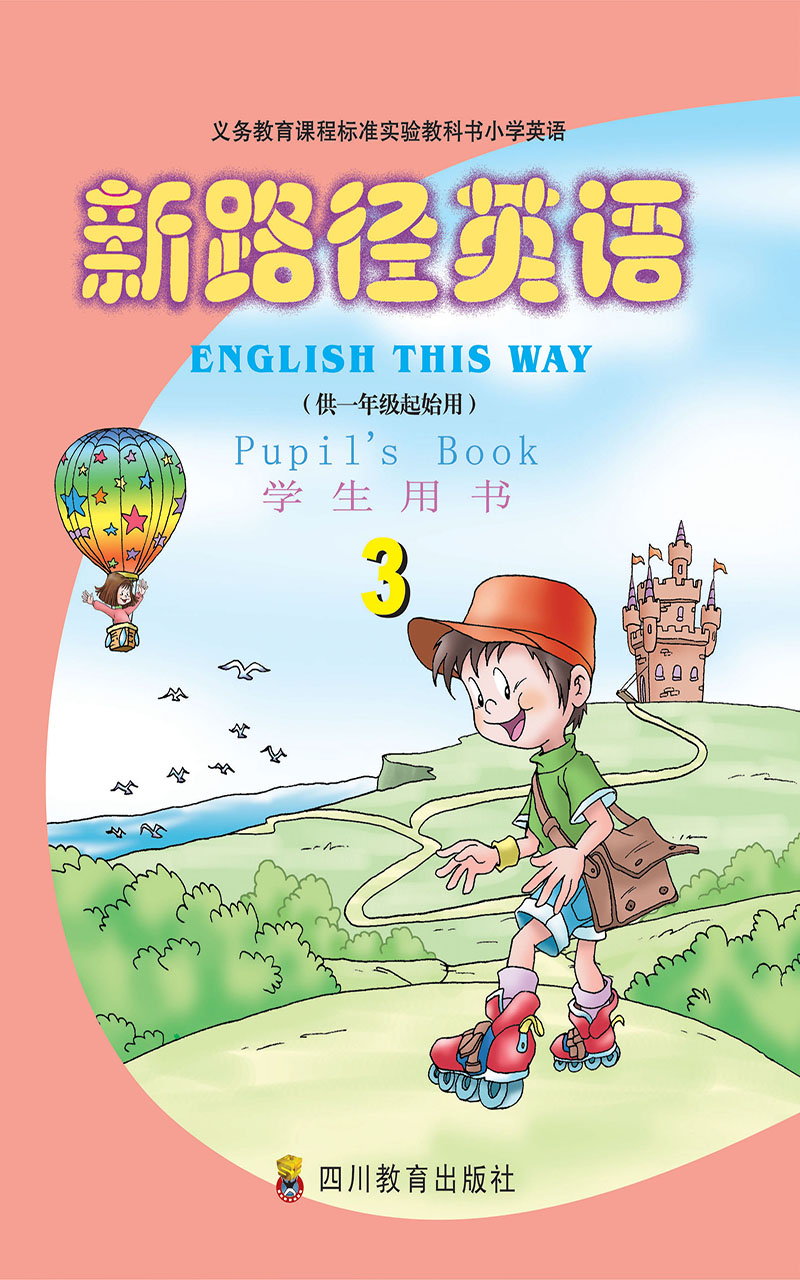 义务教育课程标准实验教科书小学英语
新路径英语
ENGLISH THIS WAY
（供一年级起始用）
Pupil's Book
学生用书
3
四川教育出版社